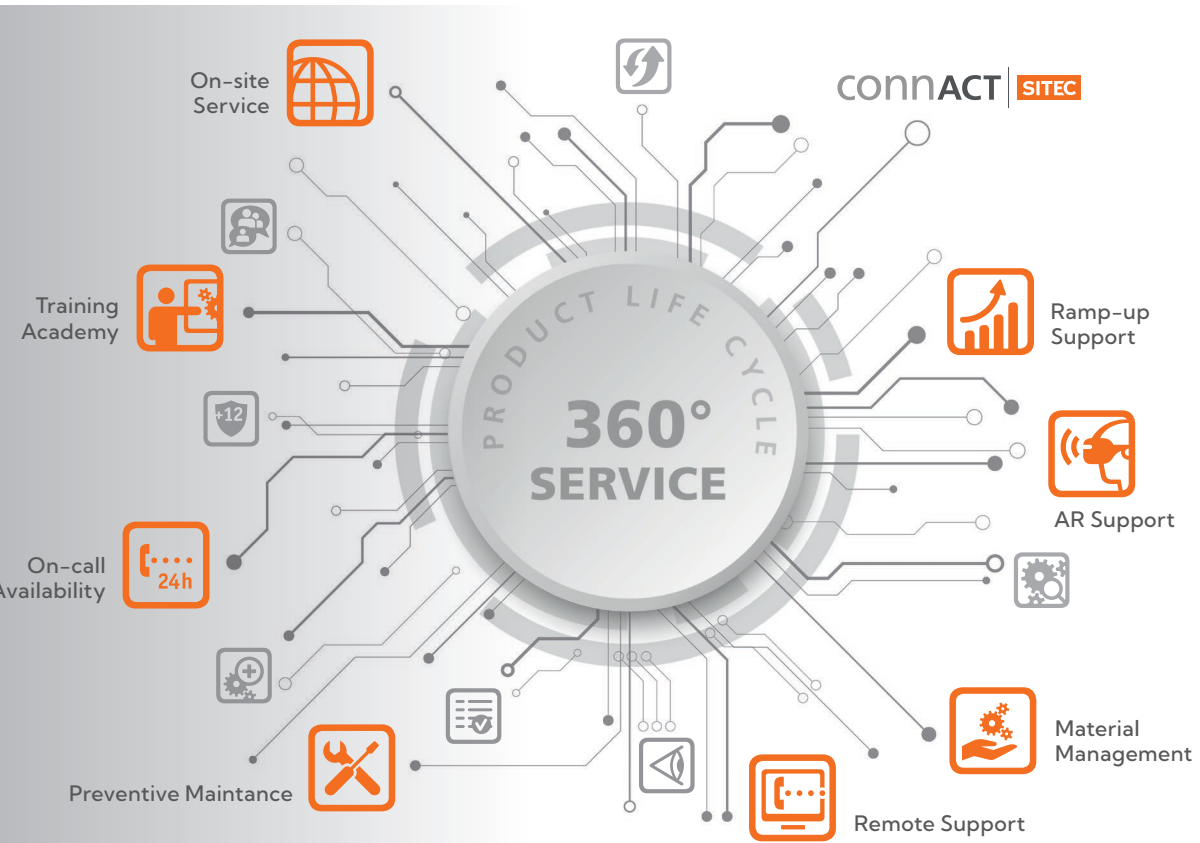 On-site
Service
connACT SITEC
Training
Academy
+12
On-call
Availability
24h
PRODUCT LIFE CYCLE
360°
SERVICE
Ramp-up
Support
AR Support
Material
Management
Preventive Maintance
Remote Support